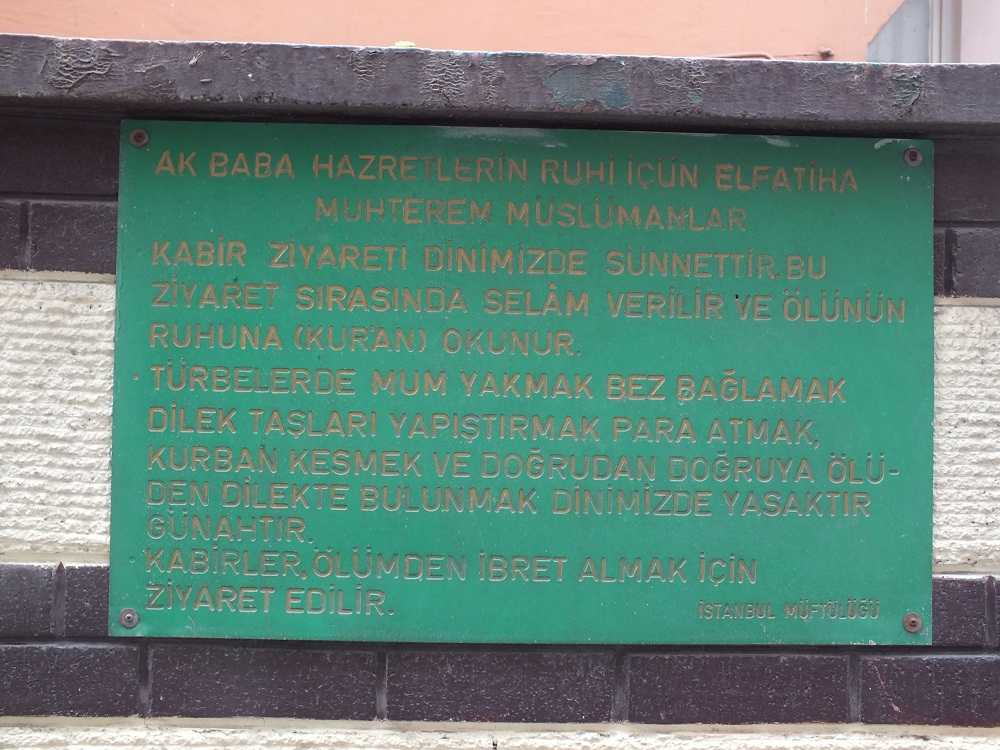 AK BABA HAZRETLERİN RUHİ İÇÜN ELFATİHA
MUHTEREM MÜSLÜMANLAR
KABİR ZİYARETİ DİNİMİZDE SÜNNETTİR. BU
ZİYARET SIRASINDA SELÂM VERİLİR VE ÖLÜNÜN
RUHUNA (KUR'AN) OKUNUR.
TÜRBELERDE MUM YAKMAK BEZ BAĞLAMAK
DİLEK TAŞLARI YAPIŞTIRMAK PARA ATMAK,
KURBAN KESMEK VE DOĞRUDAN DOĞRUYA ÖLÜ-
DEN DİLEKTE BULUNMAK DİNİMİZDE YASAKTIR
GÜNAHTIR.
KABİRLER, ÖLÜMDEN İBRET ALMAK İÇİN
ZİYARET EDİLİR.
İSTANBUL MÜFTÜLÜĞÜ